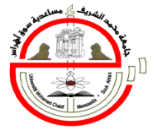 جامعة محمد الشريف مساعدية سوق أهراس
Université Mohamed Chérif Messaadia - Souk Ahras